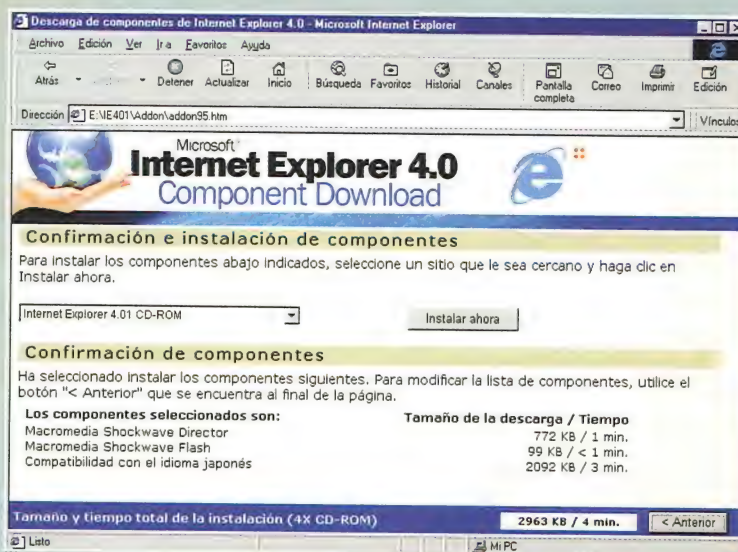 Descarga de componentes de Internet Explorer 4.0 - Microsoft Internet Explorer
Archivo Edición Ver Ir a Favoritos Ayuda
Atrás Detener Actualizar Inicio Búsqueda Favoritos Historial Canales Pantalla completa Correo Imprimir Edición
Dirección E:\IE401\Addon\addon95.htm Vínculos
Microsoft
Internet Explorer 4.0
Component Download
Confirmación e instalación de componentes
Para instalar los componentes abajo indicados, seleccione un sitio que le sea cercano y haga clic en
Instalar ahora.
Internet Explorer 4.01 CD-ROM Instalar ahora
Confirmación de componentes
Ha seleccionado instalar los componentes siguientes. Para modificar la lista de componentes, utilice el
botón "< Anterior" que se encuentra al final de la página.
Los componentes seleccionados son: Tamaño de la descarga / Tiempo
Macromedia Shockwave Director 772 KB / 1 min.
Macromedia Shockwave Flash 99 KB / < 1 min.
Compatibilidad con el idioma japonés 2092 KB / 3 min.
Tamaño y tiempo total de la instalación (4X CD-ROM) 2963 KB / 4 min. < Anterior
Listo Mi PC